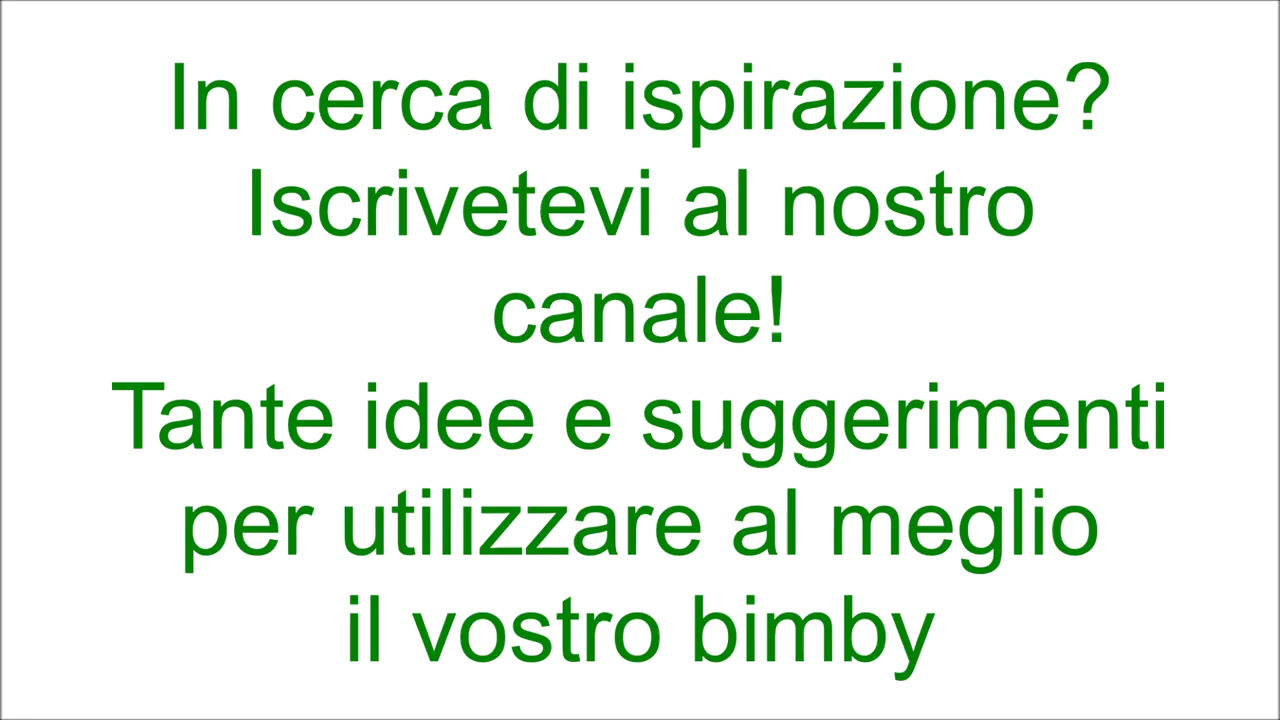 In cerca di ispirazione?
Iscrivetevi al nostro
canale!
Tante idee e suggerimenti
per utilizzare al meglio
il vostro bimby